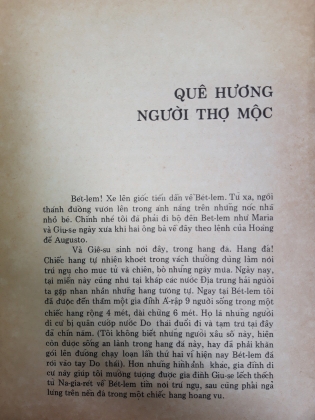 QUÊ HƯƠNG
NGƯỜI THỢ MỘC
Bét-lem! Xe lên giốc tiến dần về Bét-lem. Từ xa, ngôi
thánh đường vươn lên trong ánh nắng trên những nóc nhà
nhỏ bé. Chính nhẽ tôi đã phải đi bộ đến Bét-lem như Maria
và Giu-se ngày xưa khi hai ông bà về đây theo lệnh của Hoàng
đế Augusto.
Và Giê-su sinh nơi đây, trong hang đá. Hang đá!
Chiếc hang tự nhiên khoét trong vách thường dùng làm nơi
trú ngụ cho mục tử và chiên, bò những ngày mưa. Ngày nay,
tại miền này cũng như tại khắp các nước Địa trung hải người
ta gặp nhan nhản những hang tương tự. Ngay tại Bét-lem tôi
đã được đến thăm một gia đình Á-rập 9 người sống trong một
chiếc hang rộng 4 mét, dài chừng 6 mét. Họ là những người
di cư bị quân cướp nước Do thái đuổi đi và tạm trú tại đây
đã chín năm. (Tôi không biết những người xấu số này, hiện
còn được sống an lành trong hang đá này, hay đã phải khăn
gói lên đường chạy loạn lần thứ hai vì hiện nay Bét-lem đã
rơi vào tay Do thái). Hơn những hình ảnh khác, gia đình di
cư này giúp tôi mường tượng được gia đình Giu-se lếch thếch
từ Na-gia-rét về Bét-lem tìm nơi trú ngụ, sau cùng phải ngả
lưng trên nền đá trong một chiếc hang hoang vu.